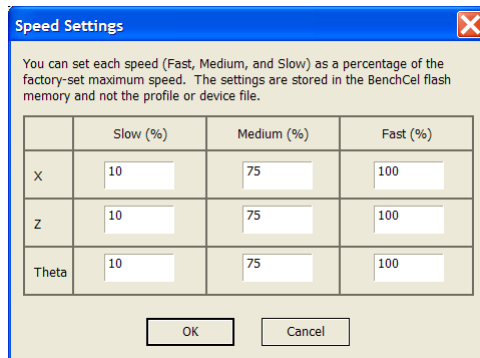 Speed Settings
You can set each speed (Fast, Medium, and Slow) as a percentage of the
factory-set maximum speed.  The settings are stored in the BenchCel flash
memory and not the profile or device file.
Slow (%) Medium (%) Fast (%)
X 10 75 100
Z 10 75 100
Theta 10 75 100
OK Cancel